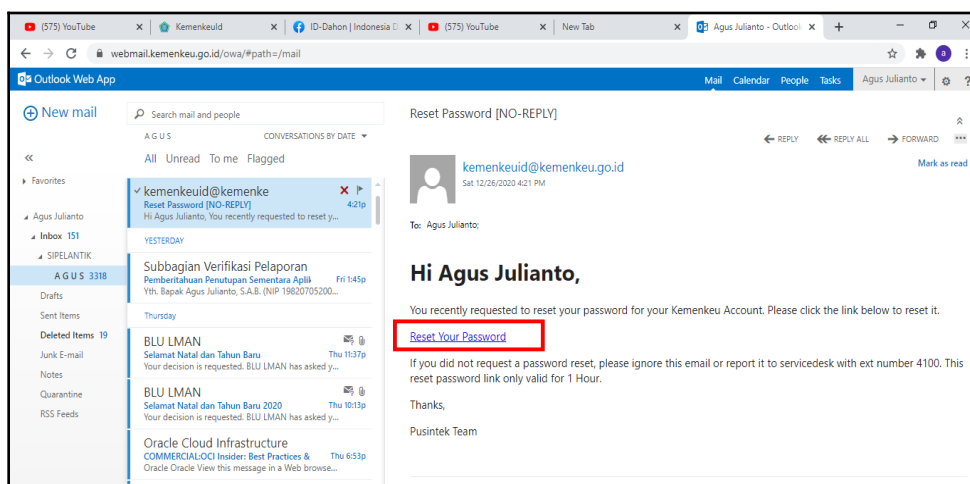 (575) YouTube
KemenkeuId
ID-Dahon | Indonesia D
(575) YouTube
New Tab
Agus Julianto - Outlook
webmail.kemenkeu.go.id/owa/#path=/mail
a
Outlook Web App
Mail Calendar People Tasks Agus Julianto ?
New mail
Search mail and people
A G U S CONVERSATIONS BY DATE
All Unread To me Flagged
«
Favorites
Agus Julianto
Inbox 151
SIPELANTIK
A G U S 3318
Drafts
Sent Items
Deleted Items 19
Junk E-mail
Notes
Quarantine
RSS Feeds
kemenkeuid@kemenke
Reset Password [NO-REPLY] 4:21p
Hi Agus Julianto, You recently requested to reset y...
YESTERDAY
Subbagian Verifikasi Pelaporan
Pemberitahuan Penutupan Sementara Aplik Fri 1:45p
Yth. Bapak Agus Julianto, S.A.B. (NIP 19820705200...
Thursday
BLU LMAN
Selamat Natal dan Tahun Baru Thu 11:37p
Your decision is requested. BLU LMAN has asked y...
BLU LMAN
Selamat Natal dan Tahun Baru 2020 Thu 10:13p
Your decision is requested. BLU LMAN has asked y...
Oracle Cloud Infrastructure
COMMERCIAL:OCI Insider: Best Practices & Thu 6:53p
Oracle Oracle View this message in a Web browse...
Reset Password [NO-REPLY]
REPLY REPLY ALL FORWARD ...
Mark as read
kemenkeuid@kemenkeu.go.id
Sat 12/26/2020 4:21 PM
To: Agus Julianto;
Hi Agus Julianto,
You recently requested to reset your password for your Kemenkeu Account. Please click the link below to reset it.
Reset Your Password
If you did not request a password reset, please ignore this email or report it to servicedesk with ext number 4100. This
reset password link only valid for 1 Hour.
Thanks,
Pusintek Team